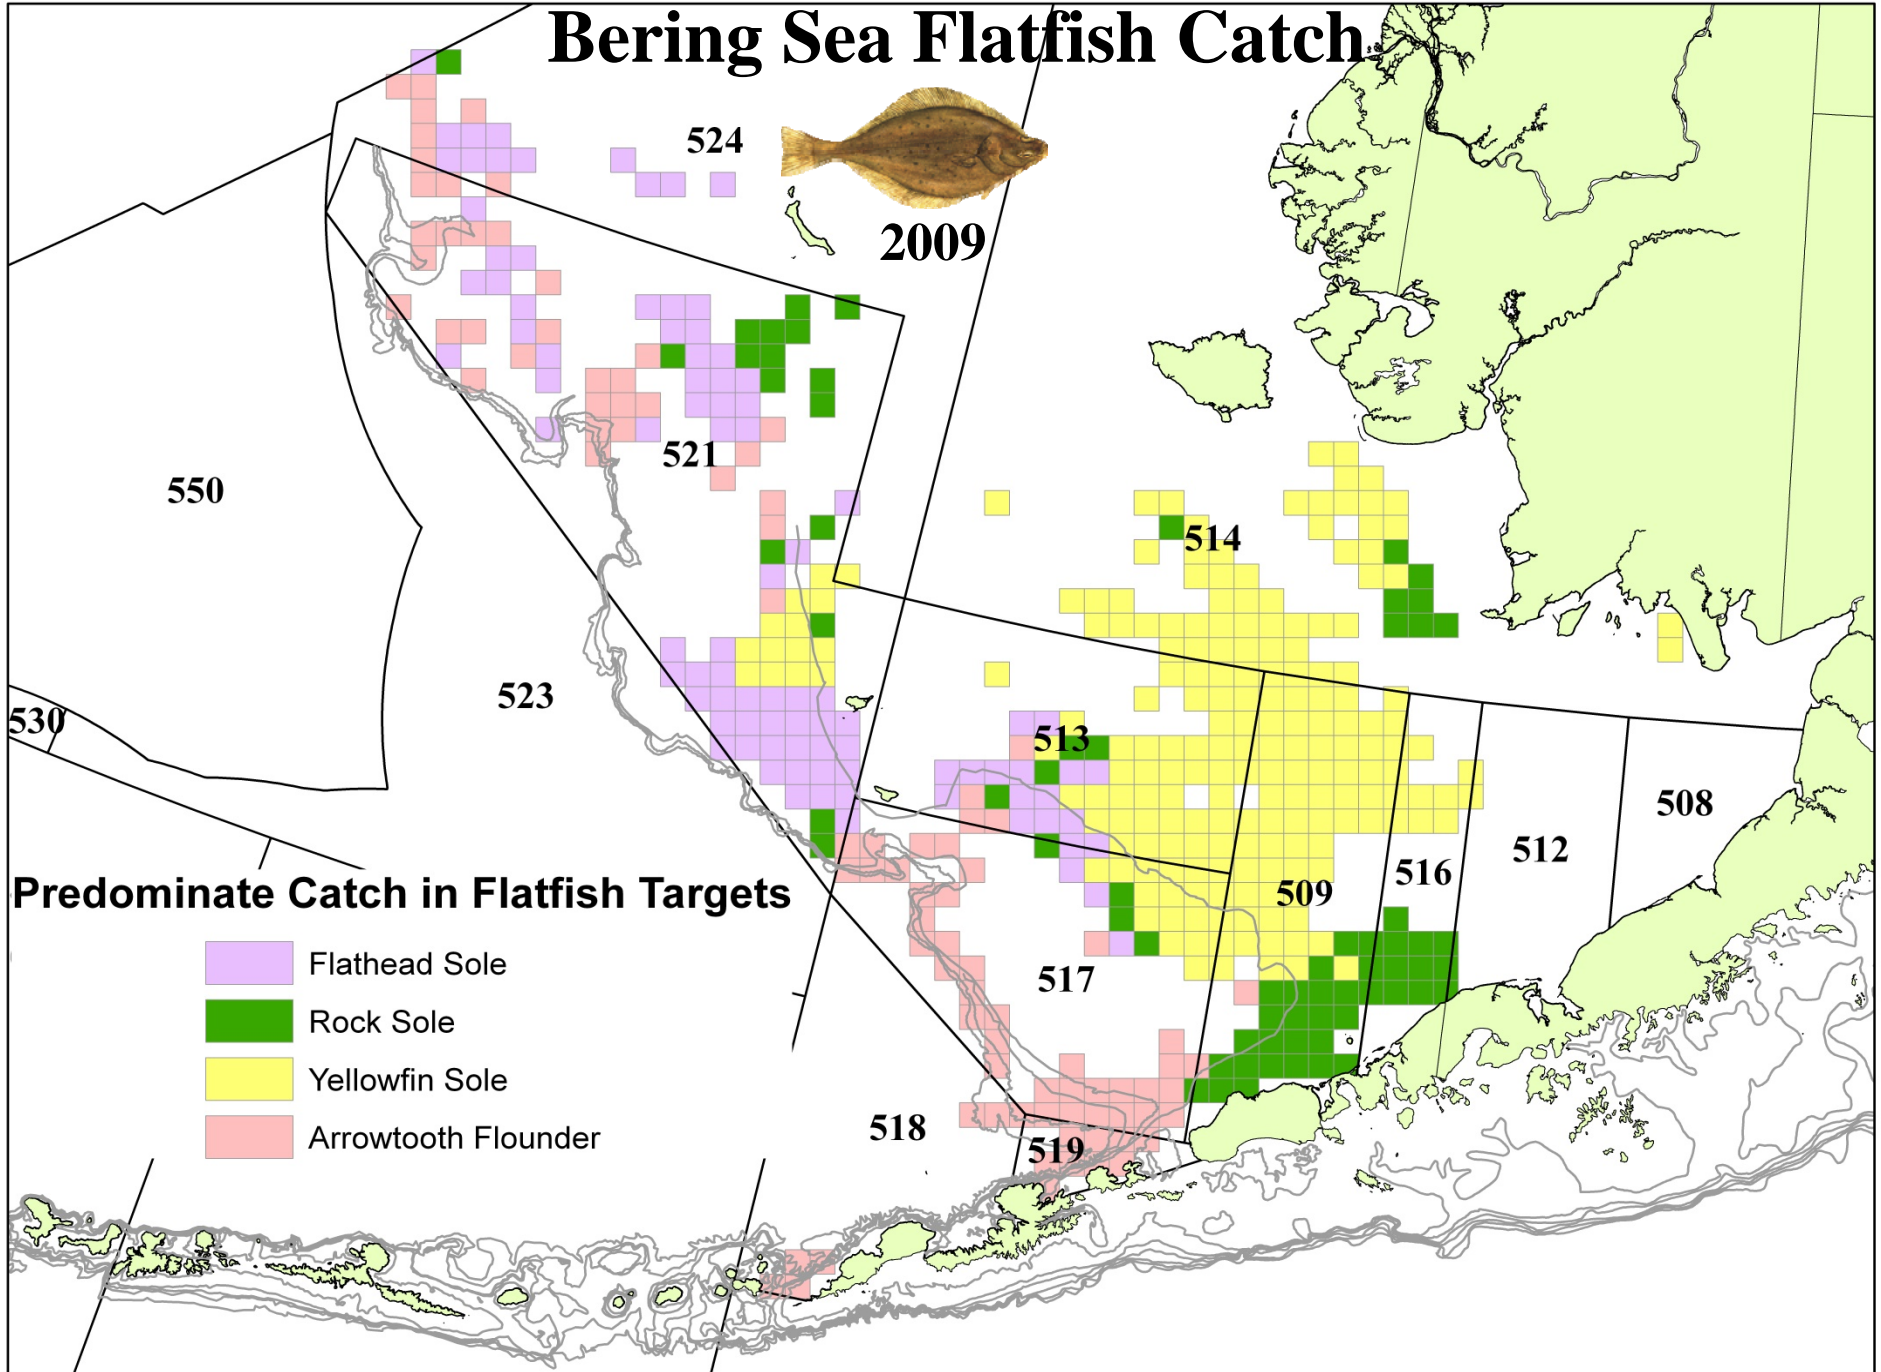 Bering Sea Flatfish Catch
524
2009
521
550
514
523
530
513
508
512
516
509
517
518
519
Predominate Catch in Flatfish Targets
Flathead Sole
Rock Sole
Yellowfin Sole
Arrowtooth Flounder